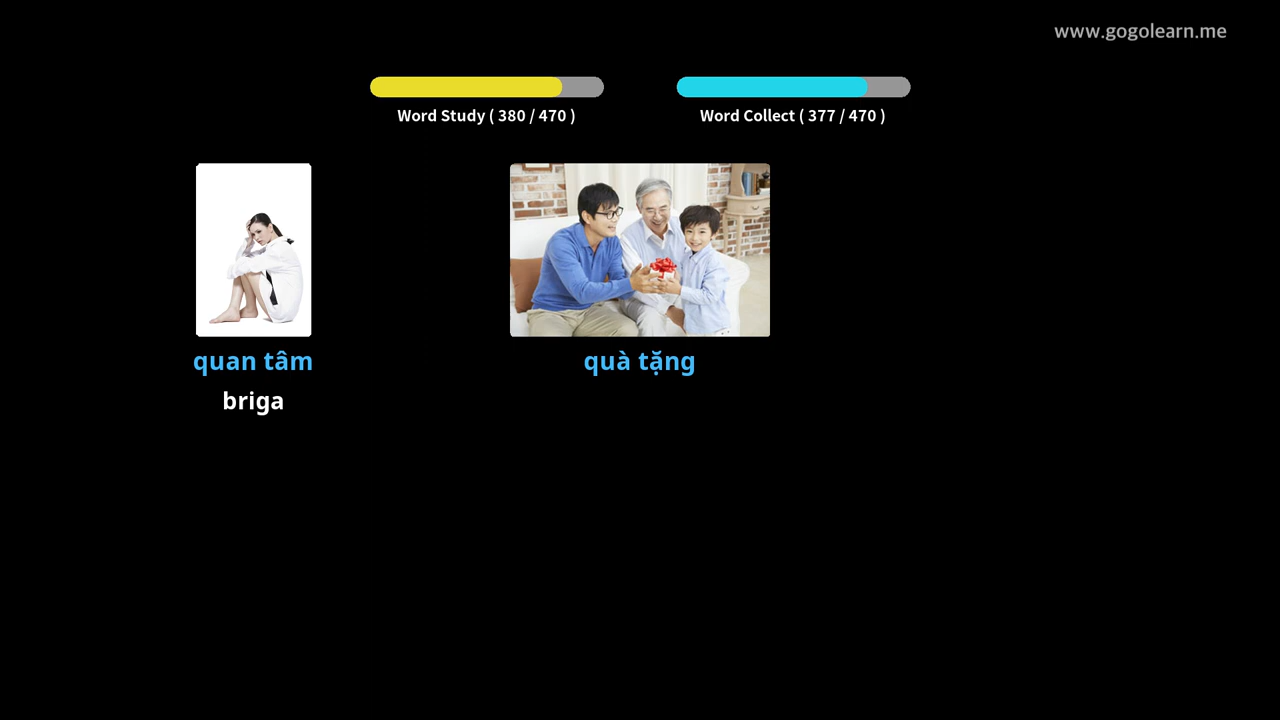 www.gogolearn.me
Word Study ( 380 / 470 )
Word Collect ( 377 / 470 )
quan tâm
quà tặng
briga